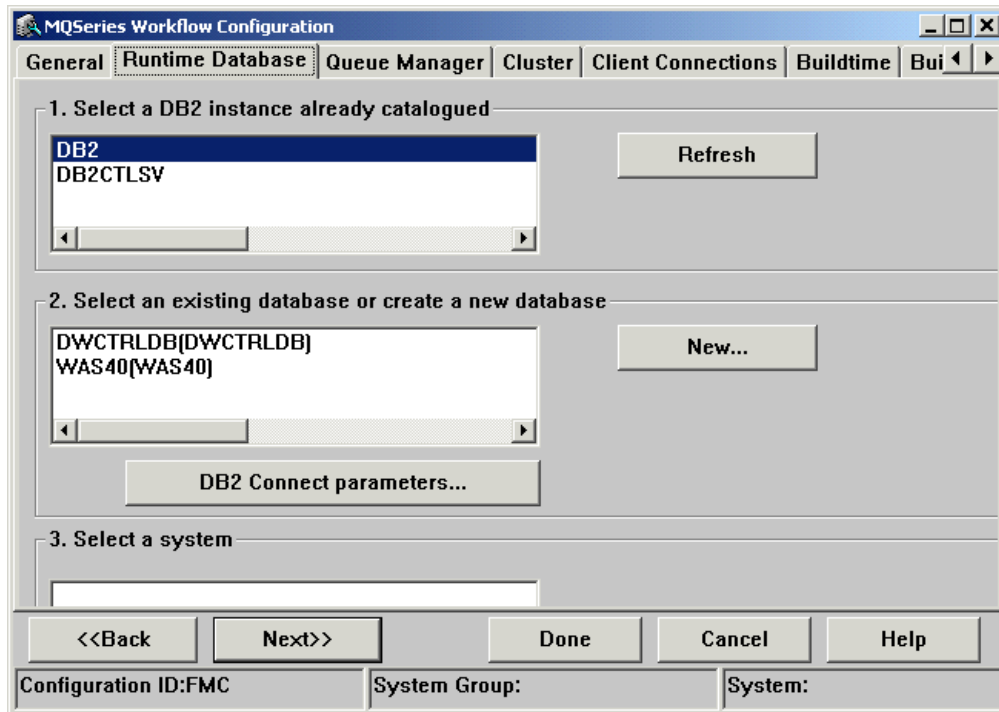 MQSeries Workflow Configuration
General Runtime Database Queue Manager Cluster Client Connections Buildtime Bui
1. Select a DB2 instance already catalogued
DB2
DB2CTLSV
Refresh
2. Select an existing database or create a new database
DWCTRLDB(DWCTRLDB)
WAS40(WAS40)
New...
DB2 Connect parameters...
3. Select a system
<<Back Next>> Done Cancel Help
Configuration ID:FMC System Group: System: